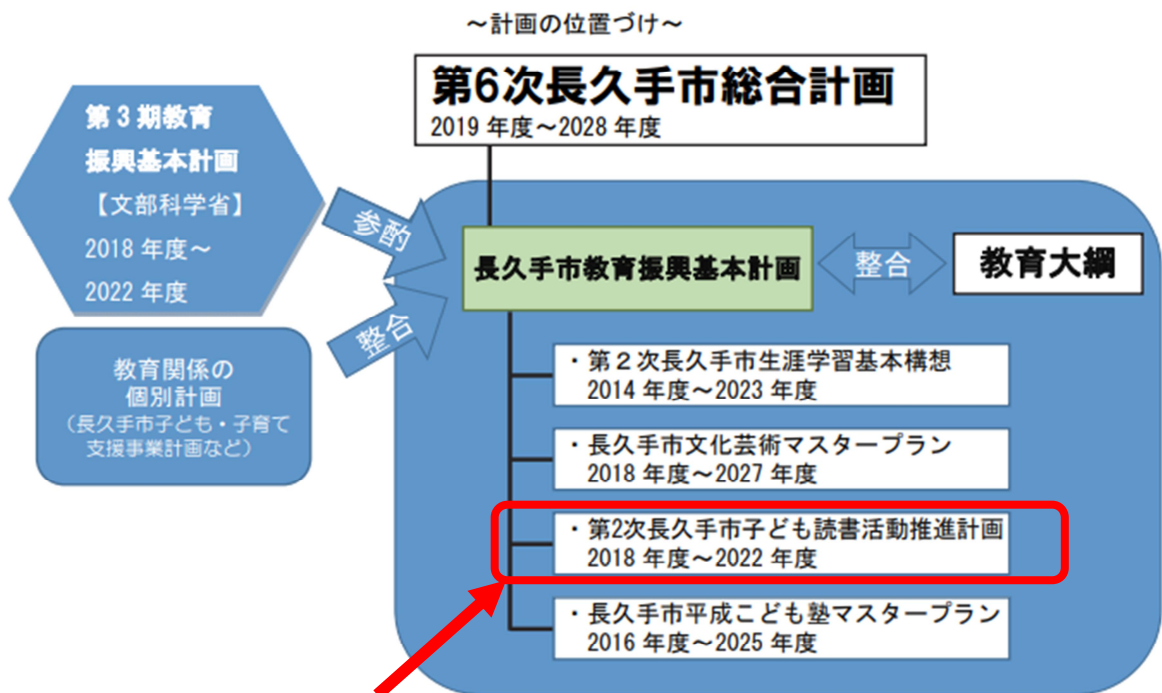 ～計画の位置づけ～
第6次長久手市総合計画
2019 年度～2028 年度
第３期教育
振興基本計画
【文部科学省】
2018 年度～
2022 年度
参酌
長久手市教育振興基本計画
整合
教育大綱
整合
教育関係の
個別計画
（長久手市子ども・子育て
支援事業計画など）
・第２次長久手市生涯学習基本構想
2014 年度～2023 年度
・長久手市文化芸術マスタープラン
2018 年度～2027 年度
・第2次長久手市子ども読書活動推進計画
2018 年度～2022 年度
・長久手市平成こども塾マスタープラン
2016 年度～2025 年度